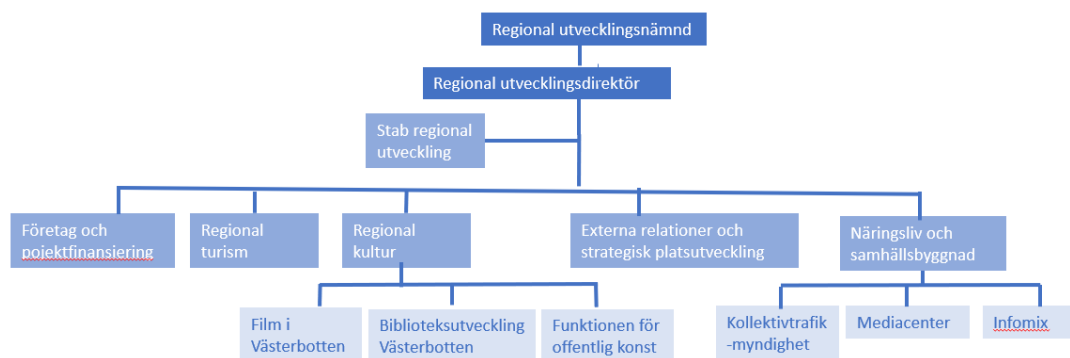 Regional utvecklingsnämnd
Regional utvecklingsdirektör
Stab regional
utveckling
Företag och
pojektfinansiering
Regional
turism
Regional
kultur
Externa relationer och
strategisk platsutveckling
Näringsliv och
samhällsbyggnad
Film i
Västerbotten
Biblioteksutveckling
Västerbotten
Funktionen för
offentlig konst
Kollektivtrafik
-myndighet
Mediacenter
Infomix